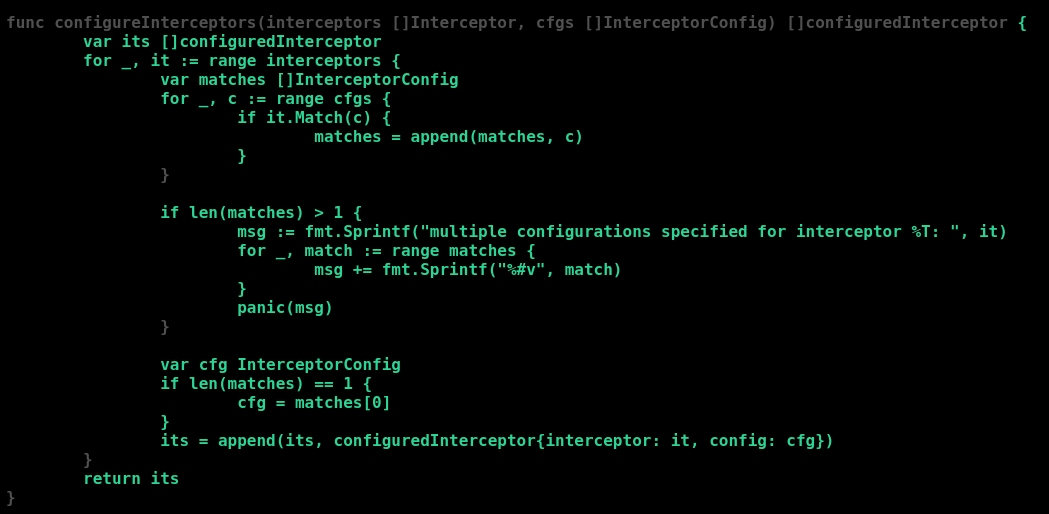 func configureInterceptors(interceptors []Interceptor, cfgs []InterceptorConfig) []configuredInterceptor {
        var its []configuredInterceptor
        for _, it := range interceptors {
                var matches []InterceptorConfig
                for _, c := range cfgs {
                        if it.Match(c) {
                                matches = append(matches, c)
                        }
                }

                if len(matches) > 1 {
                        msg := fmt.Sprintf("multiple configurations specified for interceptor %T: ", it)
                        for _, match := range matches {
                                msg += fmt.Sprintf("%#v", match)
                        }
                        panic(msg)
                }

                var cfg InterceptorConfig
                if len(matches) == 1 {
                        cfg = matches[0]
                }
                its = append(its, configuredInterceptor{interceptor: it, config: cfg})
        }
        return its
}